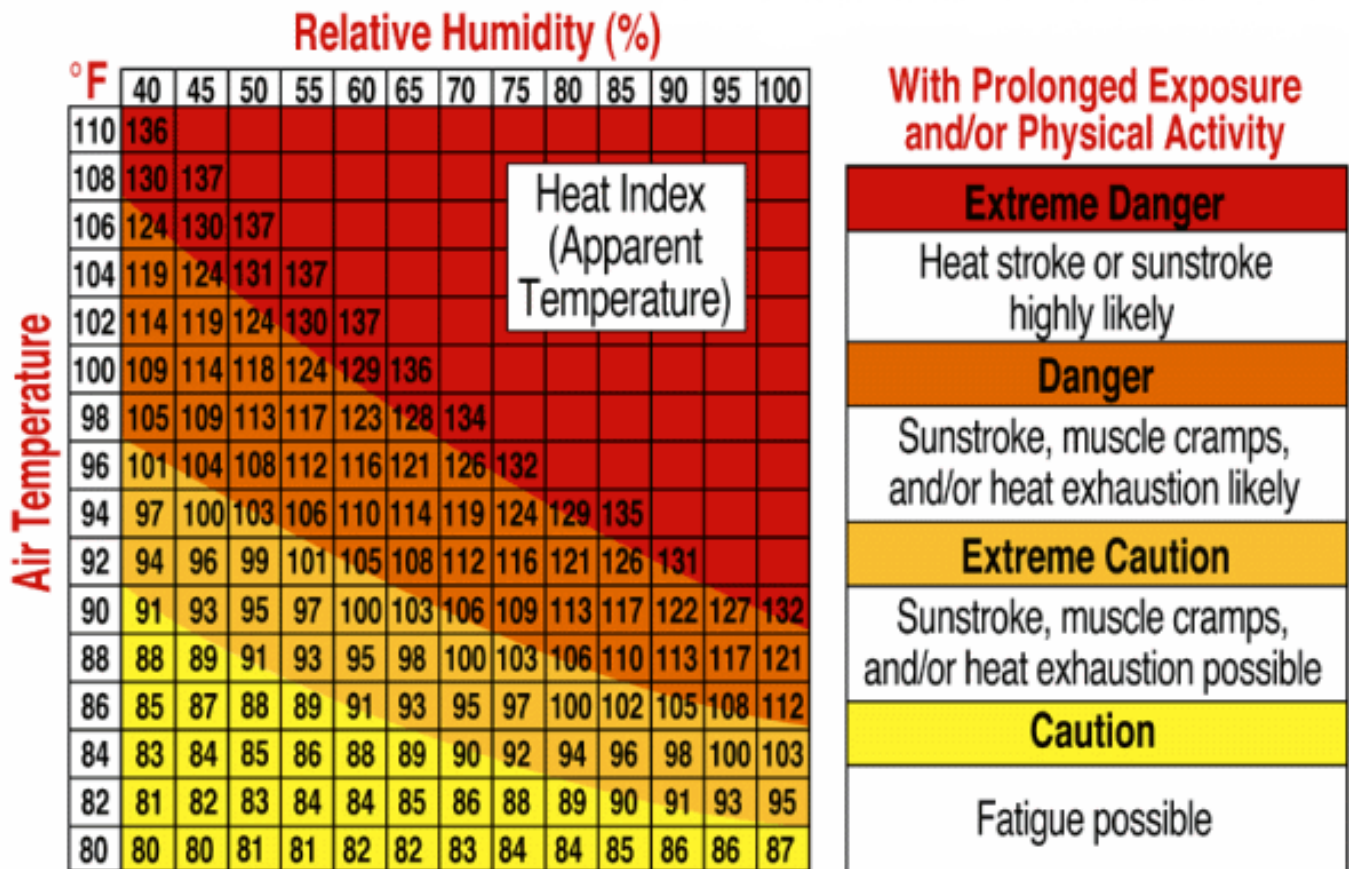 Relative Humidity (%)
°F 40 45 50 55 60 65 70 75 80 85 90 95 100
110 136
108 130 137
106 124 130 137
104 119 124 131 137
102 114 119 124 130 137
100 109 114 118 124 129 136
98 105 109 113 117 123 128 134
96 101 104 108 112 116 121 126 132
94 97 100 103 106 110 114 119 124 129 135
92 94 96 99 101 105 108 112 116 121 126 131
90 91 93 95 97 100 103 106 109 113 117 122 127 132
88 88 89 91 93 95 98 100 103 106 110 113 117 121
86 85 87 88 89 91 93 95 97 100 102 105 108 112
84 83 84 85 86 88 89 90 92 94 96 98 100 103
82 81 82 83 84 84 85 86 88 89 90 91 93 95
80 80 80 81 81 82 82 83 84 84 85 86 86 87
Air Temperature
Heat Index
(Apparent
Temperature)
With Prolonged Exposure
and/or Physical Activity
Extreme Danger
Heat stroke or sunstroke
highly likely
Danger
Sunstroke, muscle cramps,
and/or heat exhaustion likely
Extreme Caution
Sunstroke, muscle cramps,
and/or heat exhaustion possible
Caution
Fatigue possible